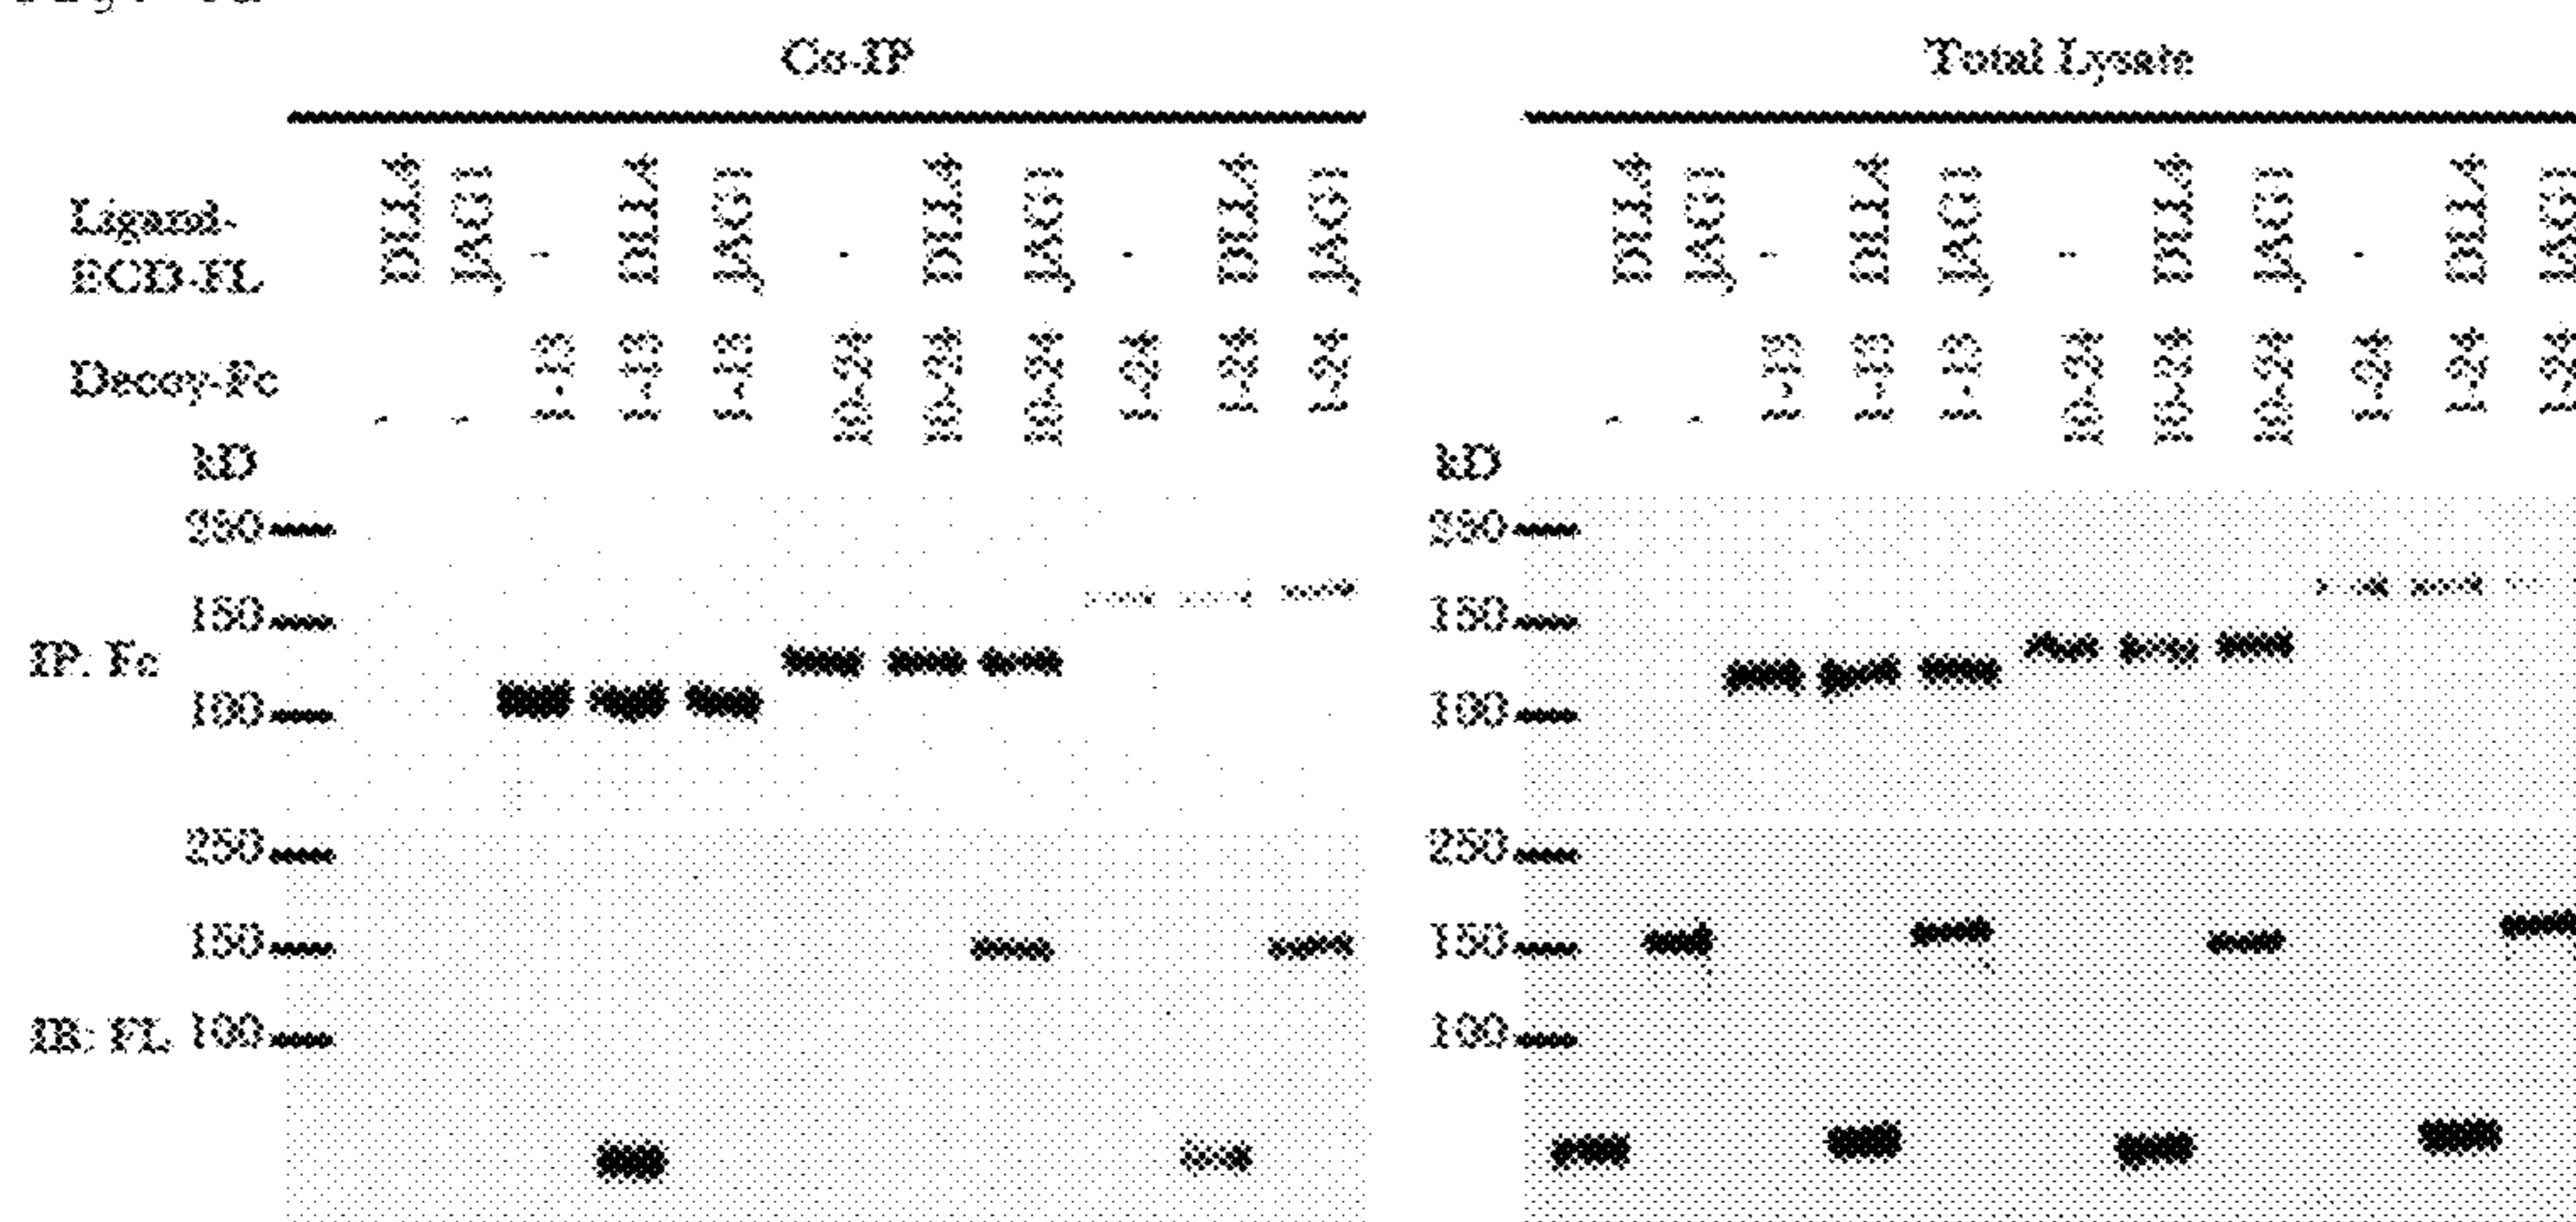 Co-IP Total Lysate
Ligand-ECD-FL DLL4 JAG1 - DLL4 JAG1 - DLL4 JAG1 - DLL4 JAG1 DLL4 JAG1 - DLL4 JAG1 - DLL4 JAG1 - DLL4 JAG1
Decoy-Fc - - 1-13 1-13 1-13 10-24 10-24 10-24 1-24 1-24 1-24 - - 1-13 1-13 1-13 10-24 10-24 10-24 1-24 1-24 1-24
kD kD
250 250
150 150
IP: Fc
100 100
250 250
150 150
IB: FL 100 100